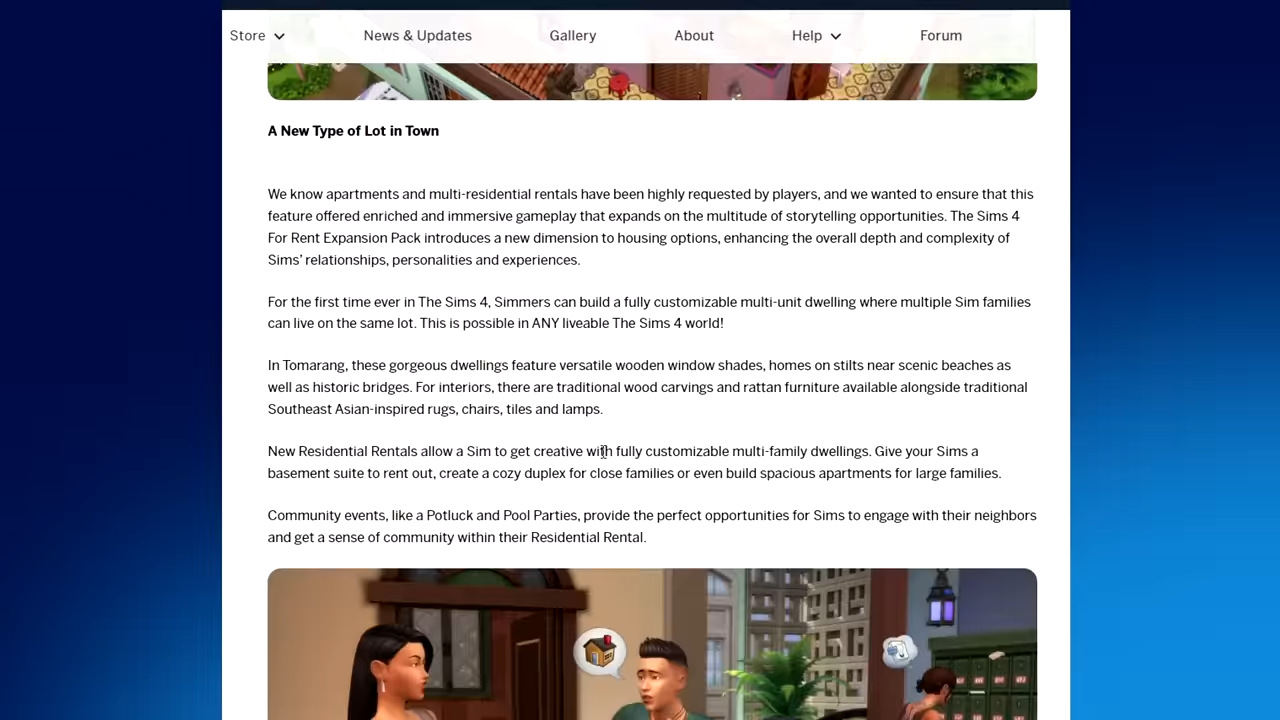 Store
News & Updates
Gallery
About
Help
Forum
A New Type of Lot in Town
We know apartments and multi-residential rentals have been highly requested by players, and we wanted to ensure that this
feature offered enriched and immersive gameplay that expands on the multitude of storytelling opportunities. The Sims 4
For Rent Expansion Pack introduces a new dimension to housing options, enhancing the overall depth and complexity of
Sims’ relationships, personalities and experiences.
For the first time ever in The Sims 4, Simmers can build a fully customizable multi-unit dwelling where multiple Sim families
can live on the same lot. This is possible in ANY liveable The Sims 4 world!
In Tomarang, these gorgeous dwellings feature versatile wooden window shades, homes on stilts near scenic beaches as
well as historic bridges. For interiors, there are traditional wood carvings and rattan furniture available alongside traditional
Southeast Asian-inspired rugs, chairs, tiles and lamps.
New Residential Rentals allow a Sim to get creative with fully customizable multi-family dwellings. Give your Sims a
basement suite to rent out, create a cozy duplex for close families or even build spacious apartments for large families.
Community events, like a Potluck and Pool Parties, provide the perfect opportunities for Sims to engage with their neighbors
and get a sense of community within their Residential Rental.